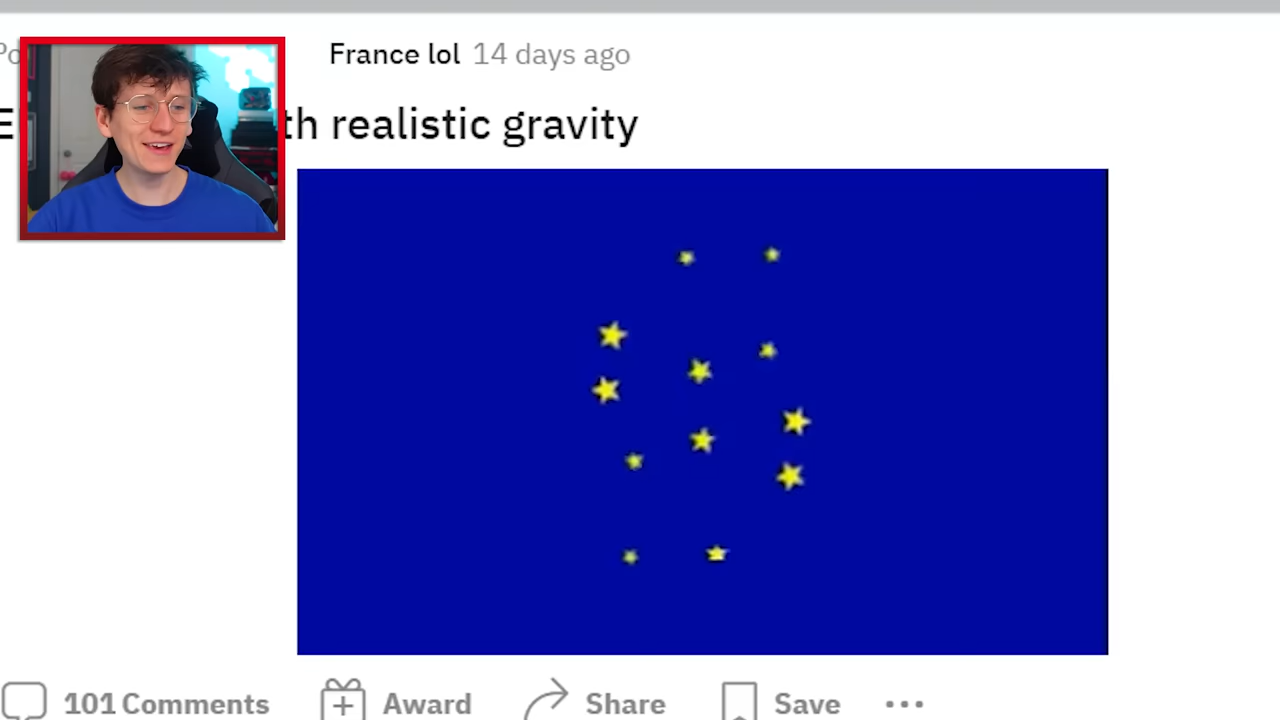 France lol 14 days ago
th realistic gravity
101 Comments Award Share Save